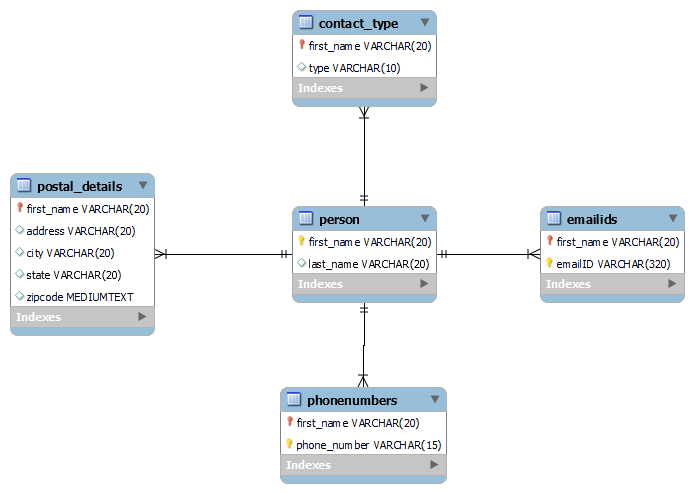 contact_type
first_name VARCHAR(20)
type VARCHAR(10)
Indexes
postal_details
first_name VARCHAR(20)
address VARCHAR(20)
city VARCHAR(20)
state VARCHAR(20)
zipcode MEDIUMTEXT
Indexes
person
first_name VARCHAR(20)
last_name VARCHAR(20)
Indexes
emailids
first_name VARCHAR(20)
emailID VARCHAR(320)
Indexes
phonenumbers
first_name VARCHAR(20)
phone_number VARCHAR(15)
Indexes